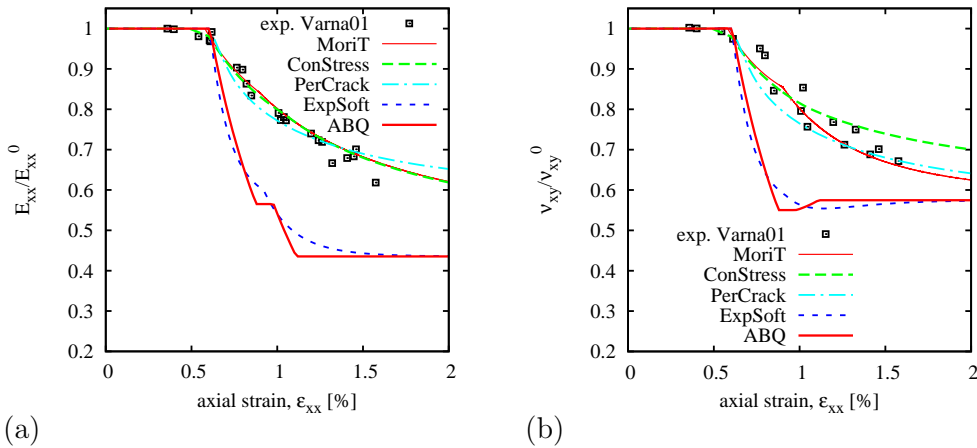 1
0.9
0.8
0.7
0.6
0.5
0.4
0.3
0.2
E_xx/E_xx^0
0 0.5 1 1.5 2
axial strain, ε_xx [%]
exp. Varna01
MoriT
ConStress
PerCrack
ExpSoft
ABQ
(a)
1
0.9
0.8
0.7
0.6
0.5
0.4
0.3
0.2
ν_xy/ν_xy^0
0 0.5 1 1.5 2
axial strain, ε_xx [%]
exp. Varna01
MoriT
ConStress
PerCrack
ExpSoft
ABQ
(b)